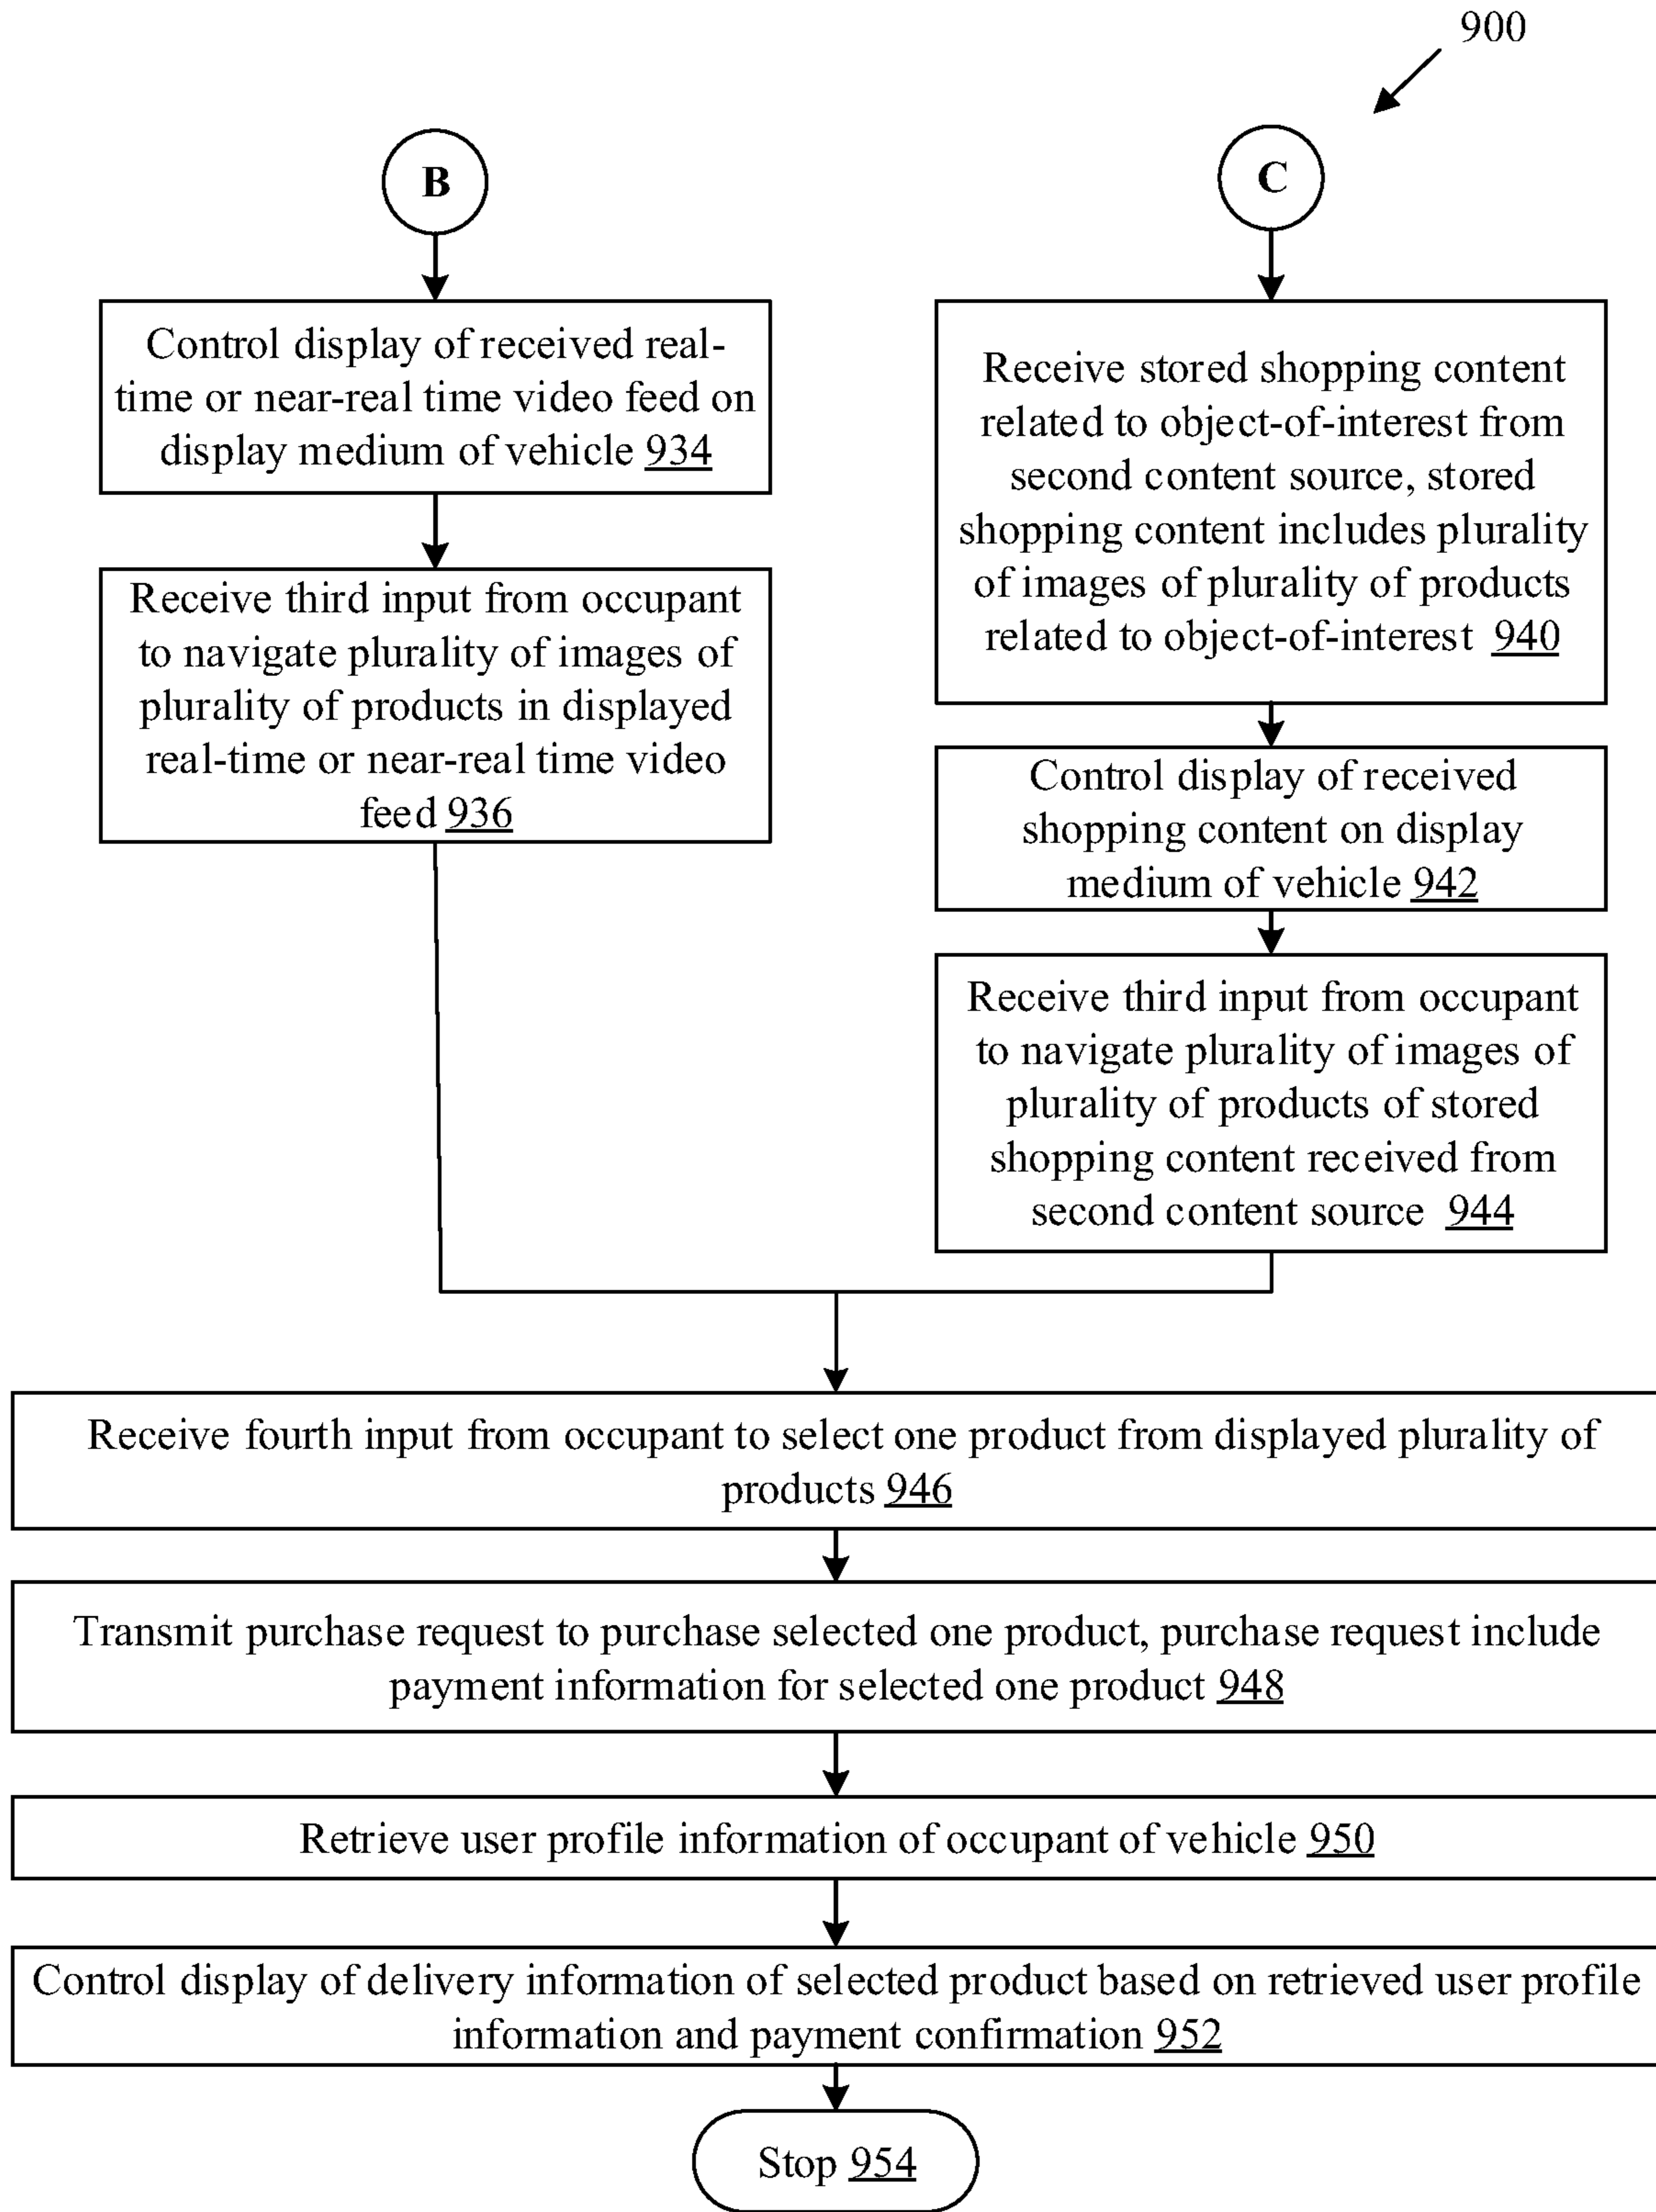 900
B
C
Control display of received real-
time or near-real time video feed on
display medium of vehicle 934
Receive third input from occupant
to navigate plurality of images of
plurality of products in displayed
real-time or near-real time video
feed 936
Receive stored shopping content
related to object-of-interest from
second content source, stored
shopping content includes plurality
of images of plurality of products
related to object-of-interest 940
Control display of received
shopping content on display
medium of vehicle 942
Receive third input from occupant
to navigate plurality of images of
plurality of products of stored
shopping content received from
second content source 944
Receive fourth input from occupant to select one product from displayed plurality of
products 946
Transmit purchase request to purchase selected one product, purchase request include
payment information for selected one product 948
Retrieve user profile information of occupant of vehicle 950
Control display of delivery information of selected product based on retrieved user profile
information and payment confirmation 952
Stop 954